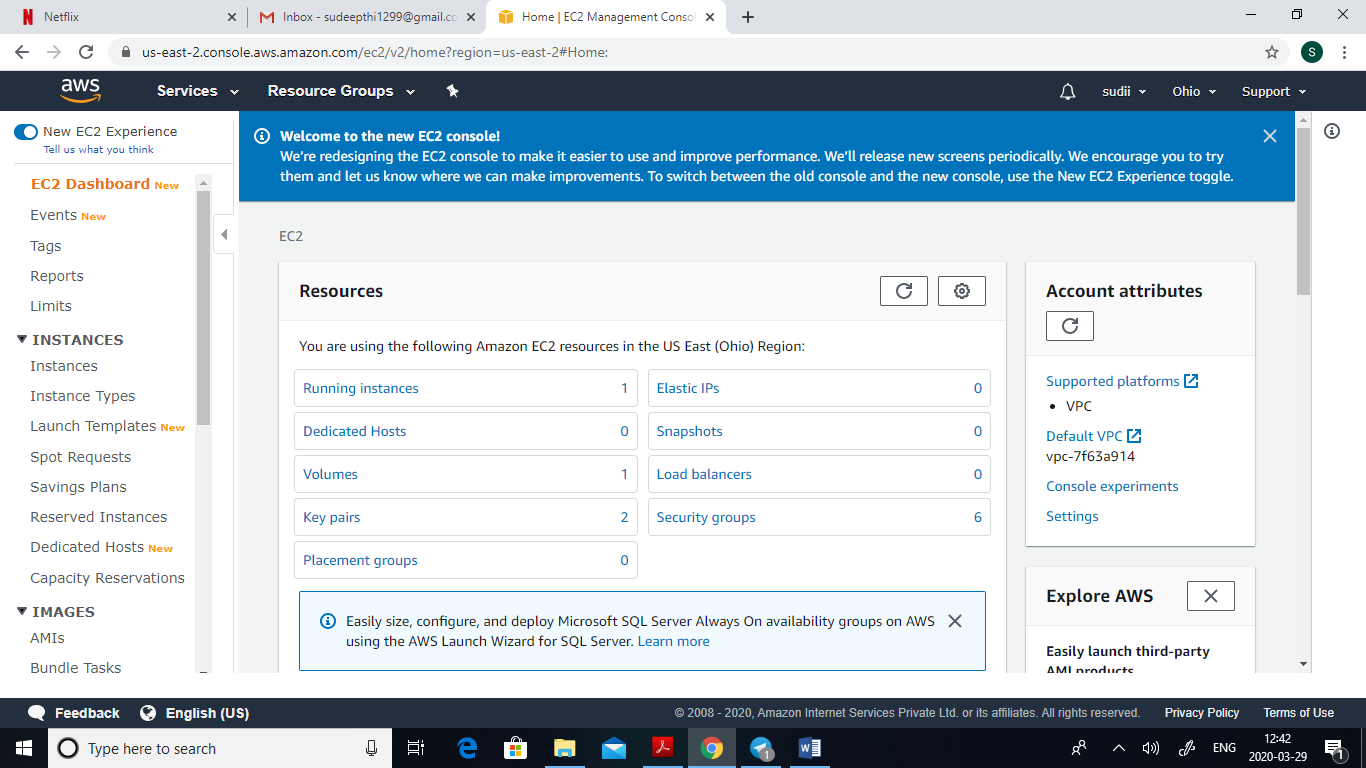 Netflix
Inbox - sudeepthi1299@gmail.co
Home | EC2 Management Consol
us-east-2.console.aws.amazon.com/ec2/v2/home?region=us-east-2#Home:
S
aws
Services
Resource Groups
sudii
Ohio
Support
New EC2 Experience
Tell us what you think
EC2 Dashboard New
Events New
Tags
Reports
Limits
INSTANCES
Instances
Instance Types
Launch Templates New
Spot Requests
Savings Plans
Reserved Instances
Dedicated Hosts New
Capacity Reservations
IMAGES
AMIs
Bundle Tasks
Welcome to the new EC2 console!
We're redesigning the EC2 console to make it easier to use and improve performance. We'll release new screens periodically. We encourage you to try
them and let us know where we can make improvements. To switch between the old console and the new console, use the New EC2 Experience toggle.
EC2
Resources
You are using the following Amazon EC2 resources in the US East (Ohio) Region:
Running instances 1
Elastic IPs 0
Dedicated Hosts 0
Snapshots 0
Volumes 1
Load balancers 0
Key pairs 2
Security groups 6
Placement groups 0
Easily size, configure, and deploy Microsoft SQL Server Always On availability groups on AWS
using the AWS Launch Wizard for SQL Server. Learn more
Account attributes
Supported platforms
• VPC
Default VPC
vpc-7f63a914
Console experiments
Settings
Explore AWS
Easily launch third-party
AMI products
Feedback
English (US)
© 2008 - 2020, Amazon Internet Services Private Ltd. or its affiliates. All rights reserved.
Privacy Policy
Terms of Use
Type here to search
1
ENG
12:42
2020-03-29
1